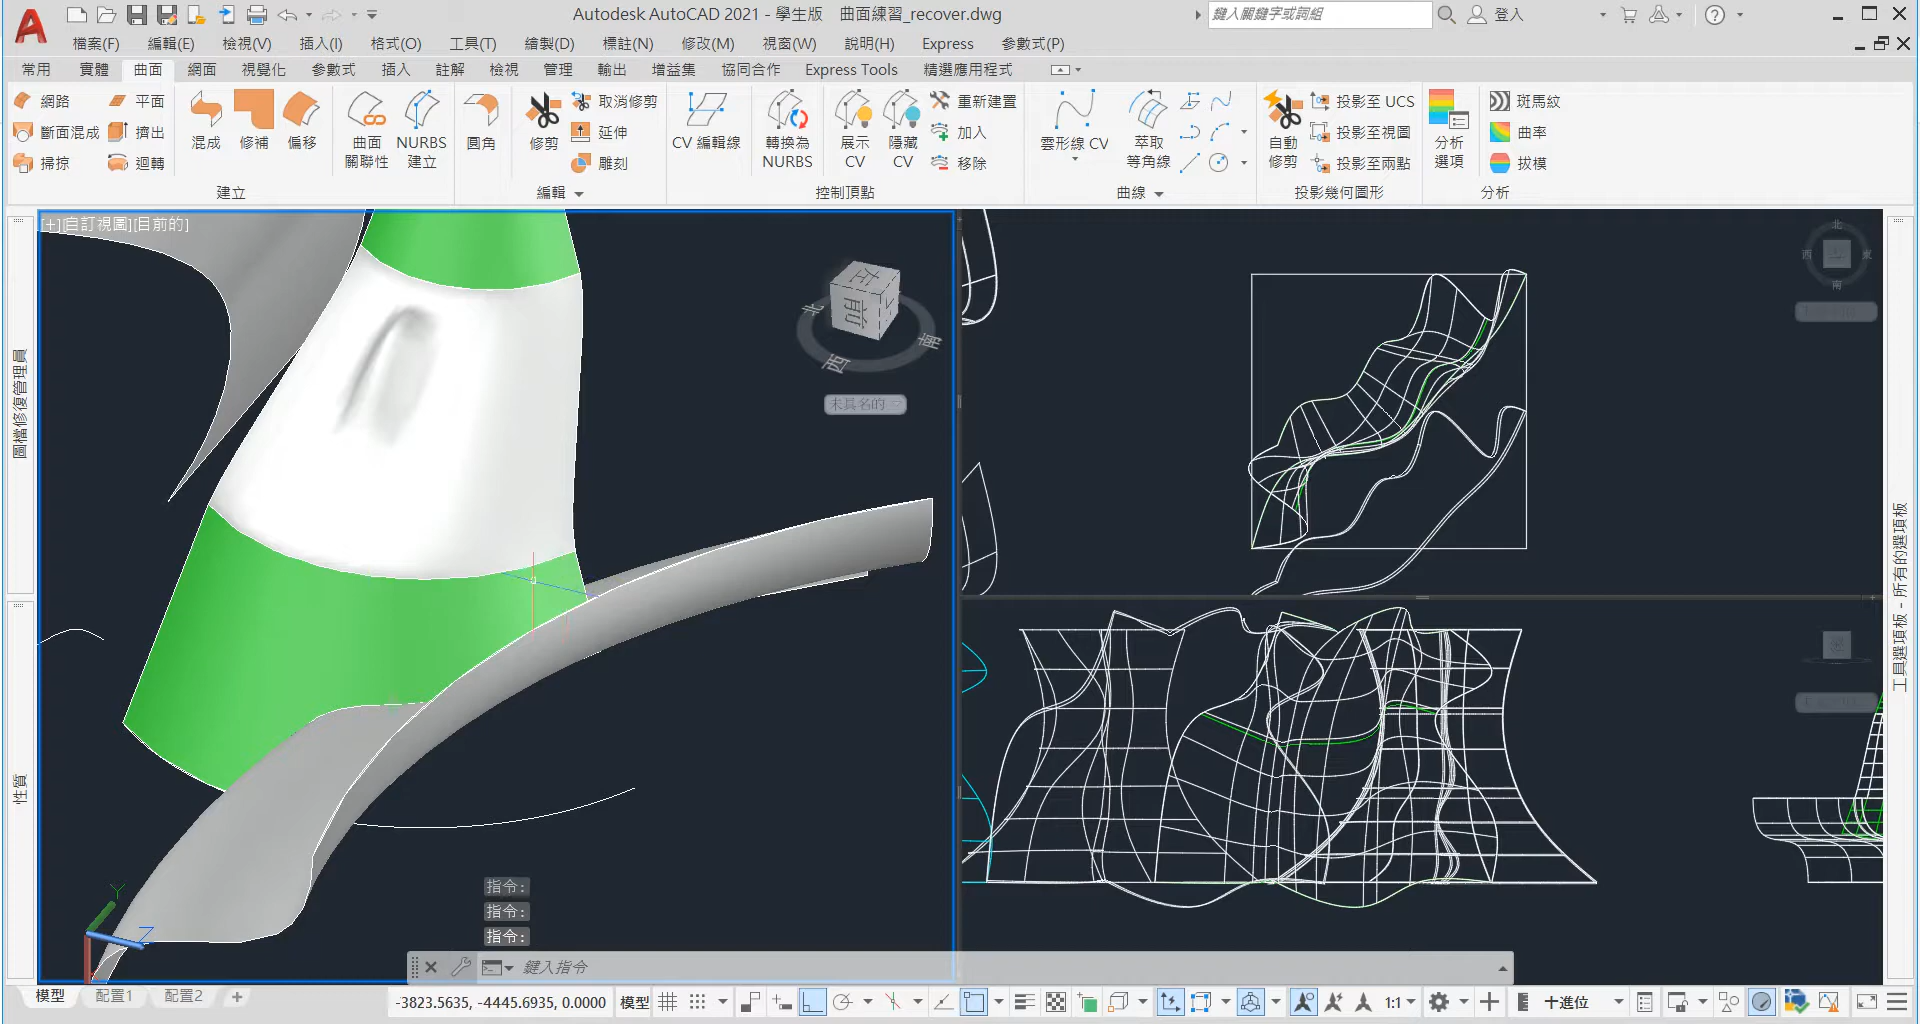 Autodesk AutoCAD 2021 - 學生版 曲面練習_recover.dwg
鍵入關鍵字或詞組
登入
檔案(F) 編輯(E) 檢視(V) 插入(I) 格式(O) 工具(T) 繪製(D) 標註(N) 修改(M) 視窗(W) 說明(H) Express 參數式(P)
常用 實體 曲面 網面 視覺化 參數式 插入 註解 檢視 管理 輸出 增益集 協同合作 Express Tools 精選應用程式
網路 平面
斷面混成 擠出
掃掠 迴轉
混成 修補 偏移
曲面關聯性
NURBS 建立
圓角
修剪
取消修剪
延伸
雕刻
CV 編輯線
轉換為 NURBS
展示 CV
隱藏 CV
重新建置
加入
移除
雲形線 CV
萃取等角線
自動修剪
投影至 UCS
投影至視圖
投影至兩點
分析選項
斑馬紋
曲率
拔模
建立 編輯 控制頂點 曲線 投影幾何圖形 分析
[+][自訂視圖][目前的]
圖檔修復管理員
性質
左
前
北
南
西
未具名的
北
西
東
南
工具選項板 - 所有的選項板
Y
Z
指令:
指令:
指令:
鍵入指令
模型 配置1 配置2 +
-3823.5635, -4445.6935, 0.0000 模型 1:1 十進位